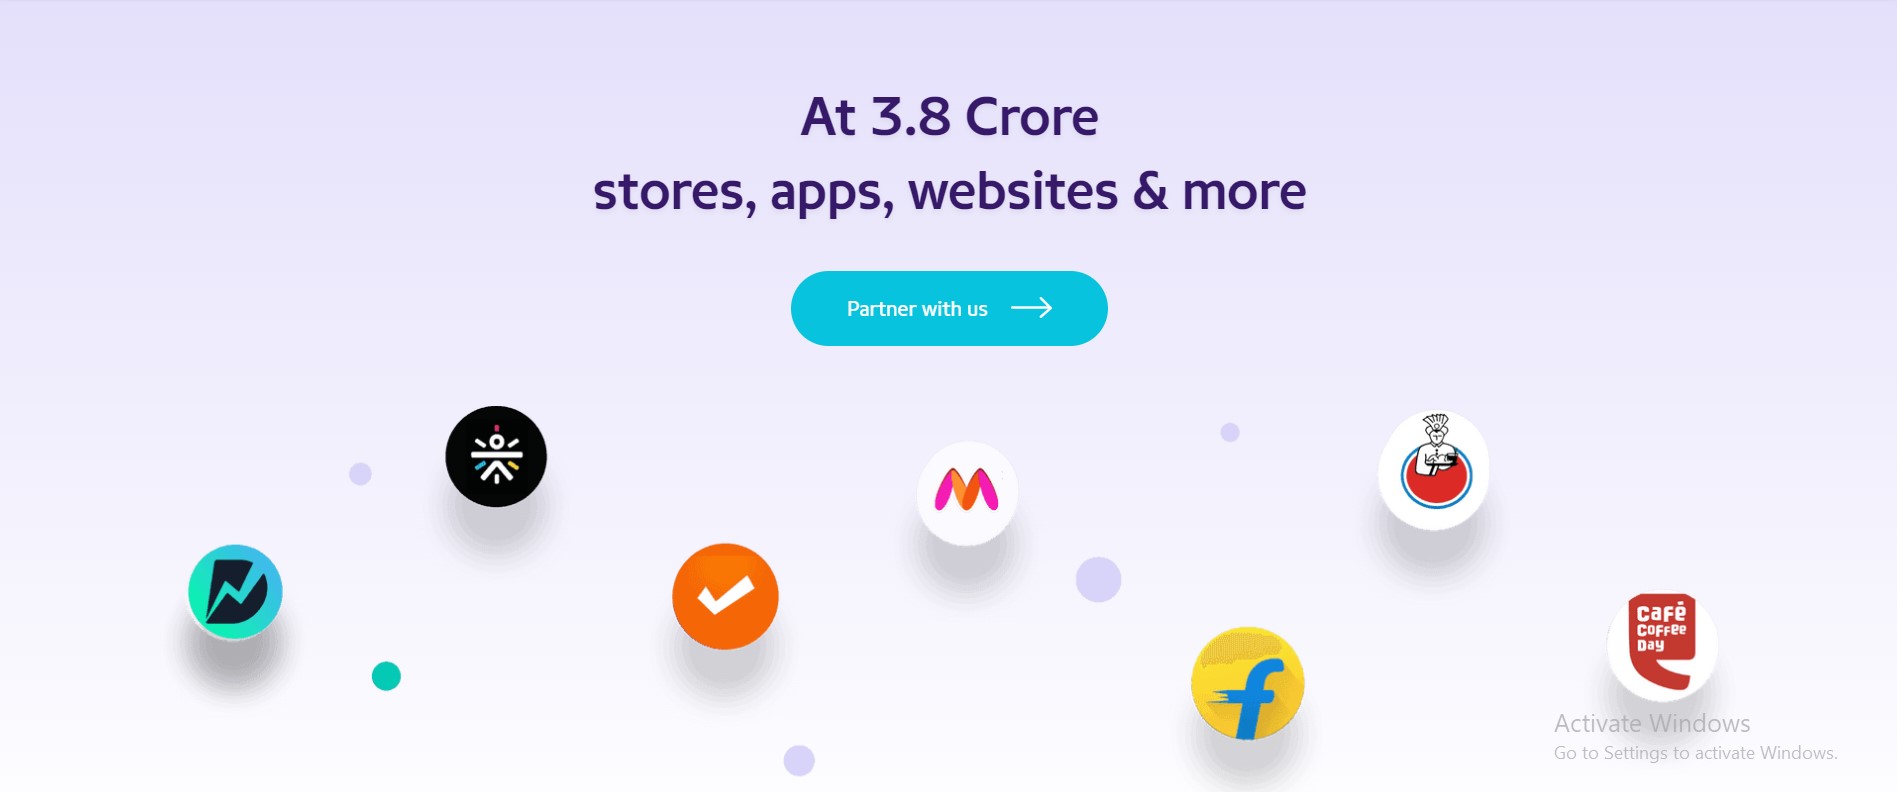 At 3.8 Crore
stores, apps, websites & more
Partner with us
Café
Coffee
Day
Activate Windows
Go to Settings to activate Windows.